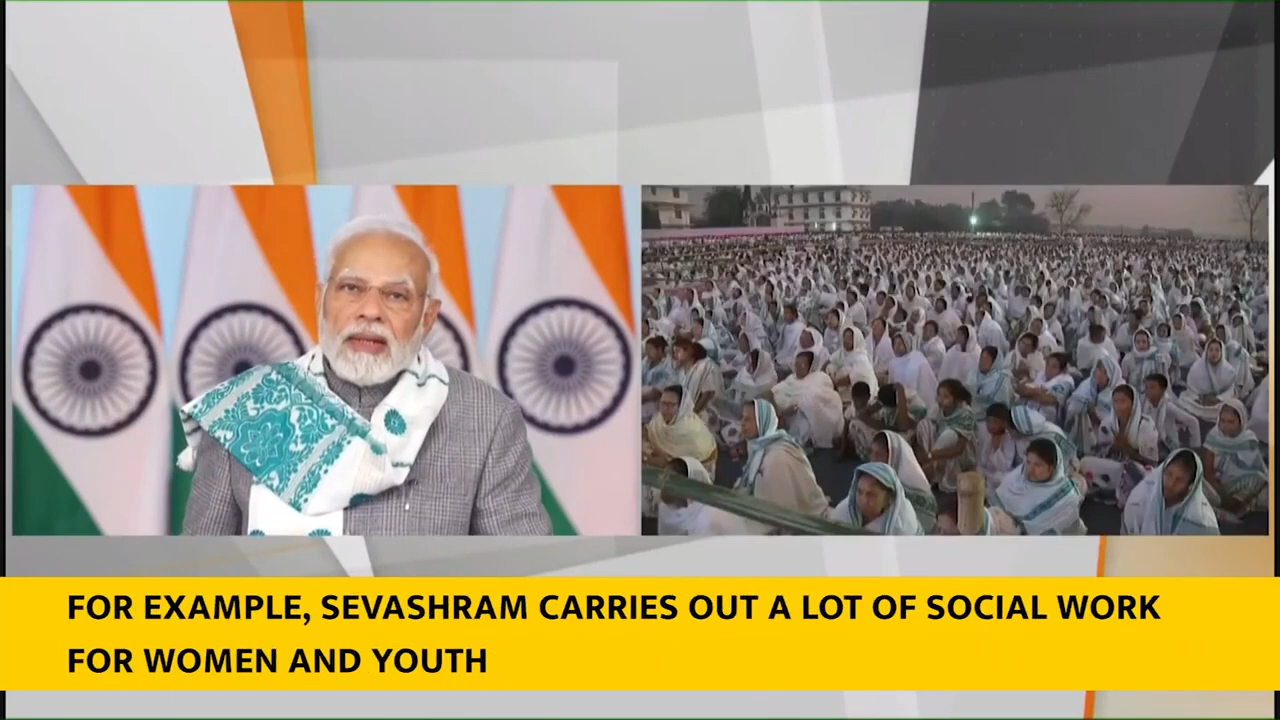 FOR EXAMPLE, SEVASHRAM CARRIES OUT A LOT OF SOCIAL WORK
FOR WOMEN AND YOUTH